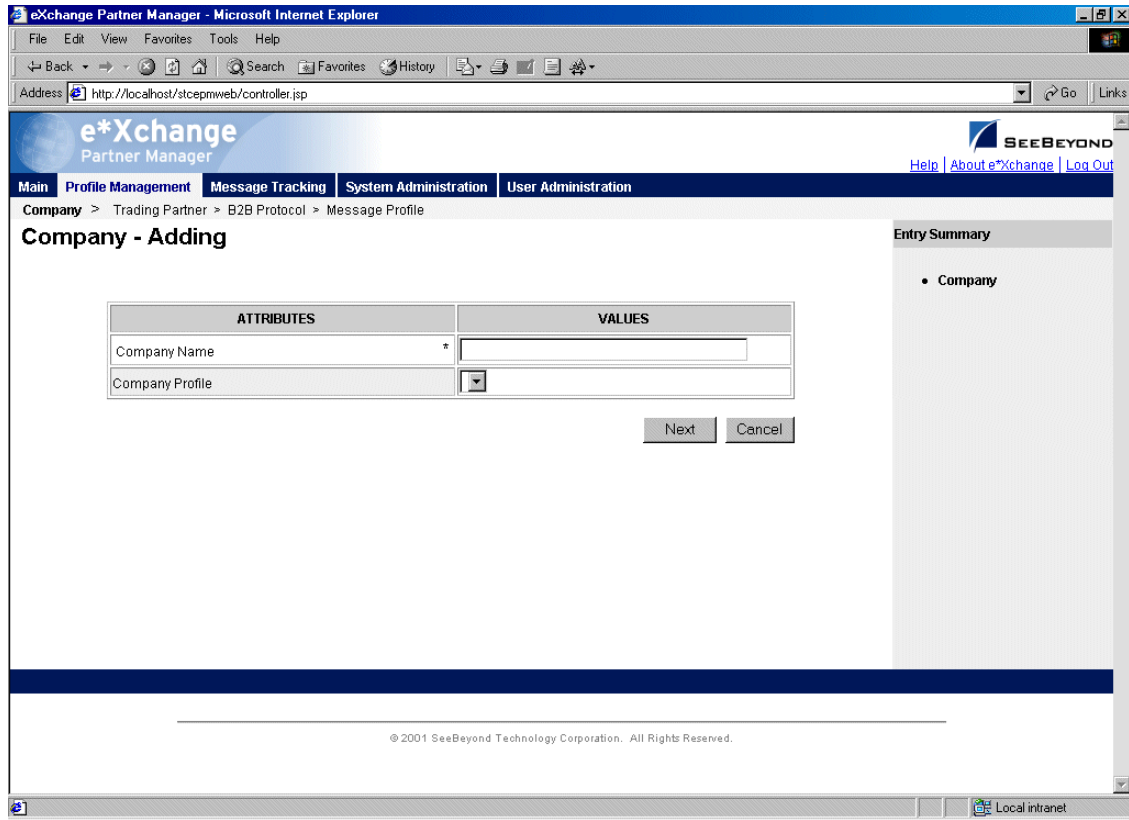 eXchange Partner Manager - Microsoft Internet Explorer
File Edit View Favorites Tools Help
Back Search Favorites History
Address http://localhost/stcepmweb/controller.jsp Go Links
e*Xchange
Partner Manager
SEEBEYOND
Help | About e*Xchange | Log Out
Main Profile Management Message Tracking System Administration User Administration
Company > Trading Partner > B2B Protocol > Message Profile
Company - Adding
Entry Summary
• Company
ATTRIBUTES VALUES
Company Name *
Company Profile
Next Cancel
© 2001 SeeBeyond Technology Corporation. All Rights Reserved.
Local intranet